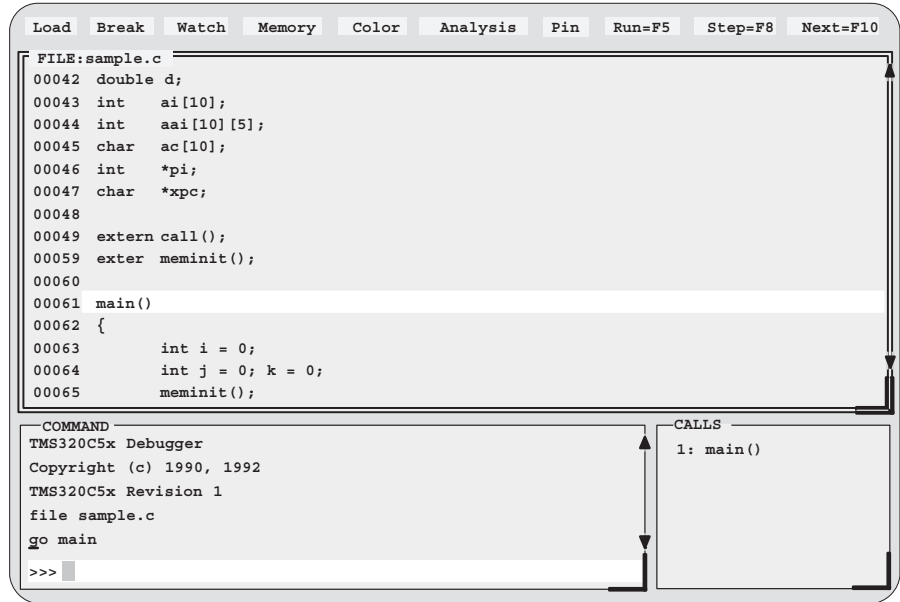 Load Break Watch Memory Color Analysis Pin Run=F5 Step=F8 Next=F10
FILE:sample.c
00042 double d;
00043 int ai[10];
00044 int aai[10][5];
00045 char ac[10];
00046 int *pi;
00047 char *xpc;
00048
00049 extern call();
00059 exter meminit();
00060
00061 main()
00062 {
00063 int i = 0;
00064 int j = 0; k = 0;
00065 meminit();
COMMAND
TMS320C5x Debugger
Copyright (c) 1990, 1992
TMS320C5x Revision 1
file sample.c
go main
>>>
CALLS
1: main()